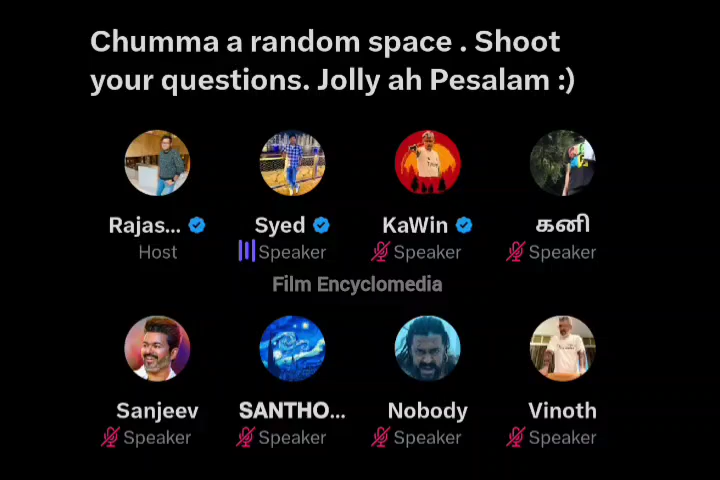 Chumma a random space . Shoot
your questions. Jolly ah Pesalam :)
Rajas... Syed KaWin கனி
Host Speaker Speaker Speaker
Film Encyclomedia
Sanjeev SANTHO... Nobody Vinoth
Speaker Speaker Speaker Speaker